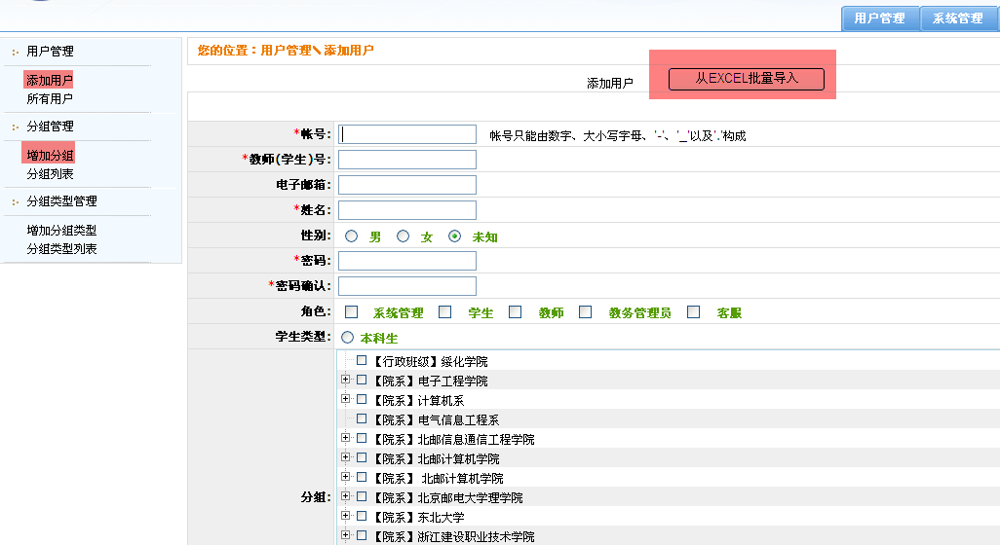 用户管理 系统管理
用户管理
添加用户
所有用户
分组管理
增加分组
分组列表
分组类型管理
增加分组类型
分组类型列表
您的位置：用户管理\添加用户
添加用户 从EXCEL批量导入
*帐号: 帐号只能由数字、大小写字母、'-'、'_'以及'.'构成
*教师(学生)号:
电子邮箱:
*姓名:
性别: 男 女 未知
*密码:
*密码确认:
角色: 系统管理 学生 教师 教务管理员 客服
学生类型: 本科生
分组:
【行政班级】绥化学院
【院系】电子工程学院
【院系】计算机系
【院系】电气信息工程系
【院系】北邮信息通信工程学院
【院系】北邮计算机学院
【院系】 北邮计算机学院
【院系】北京邮电大学理学院
【院系】东北大学
【院系】浙江建设职业技术学院